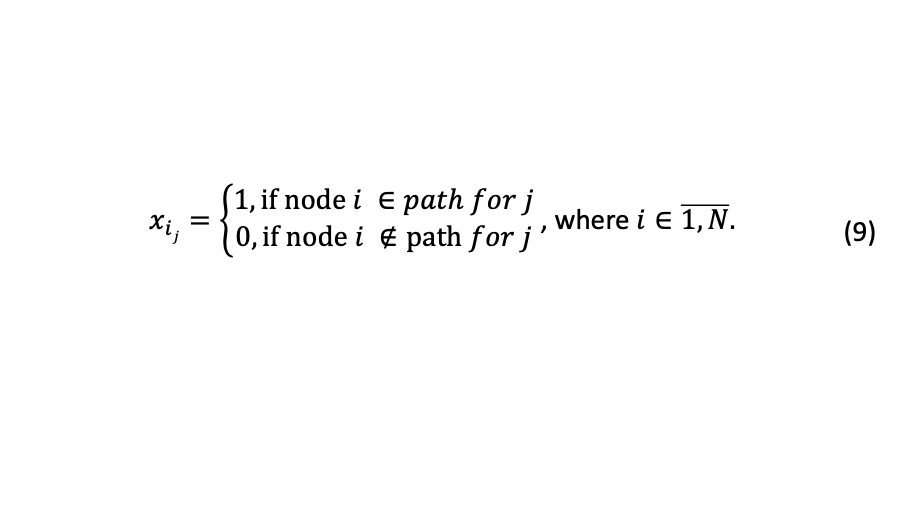 x_{i_j} = {1, if node i ∈ path for j
{0, if node i ∉ path for j , where i ∈ \overline{1, N}.
(9)